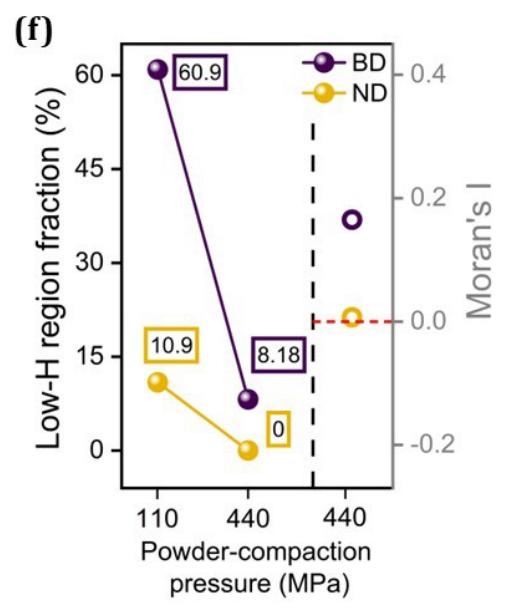 (f)
Low-H region fraction (%)
60
45
30
15
0
60.9
10.9
8.18
0
BD
ND
0.4
0.2
0.0
-0.2
Moran's I
110
440
440
Powder-compaction
pressure (MPa)